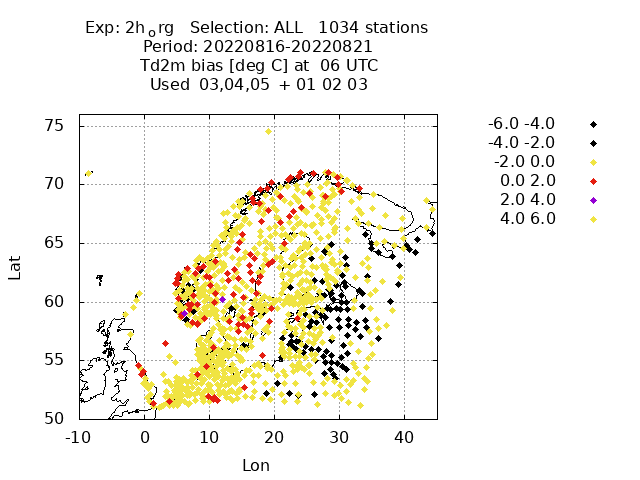 Exp: 2h_o rg   Selection: ALL   1034 stations
Period: 20220816-20220821
Td2m bias [deg C] at  06 UTC
Used  03,04,05  + 01 02 03
-6.0 -4.0
-4.0 -2.0
-2.0 0.0
0.0 2.0
2.0 4.0
4.0 6.0
75
70
65
60
55
50
Lat
-10 0 10 20 30 40
Lon